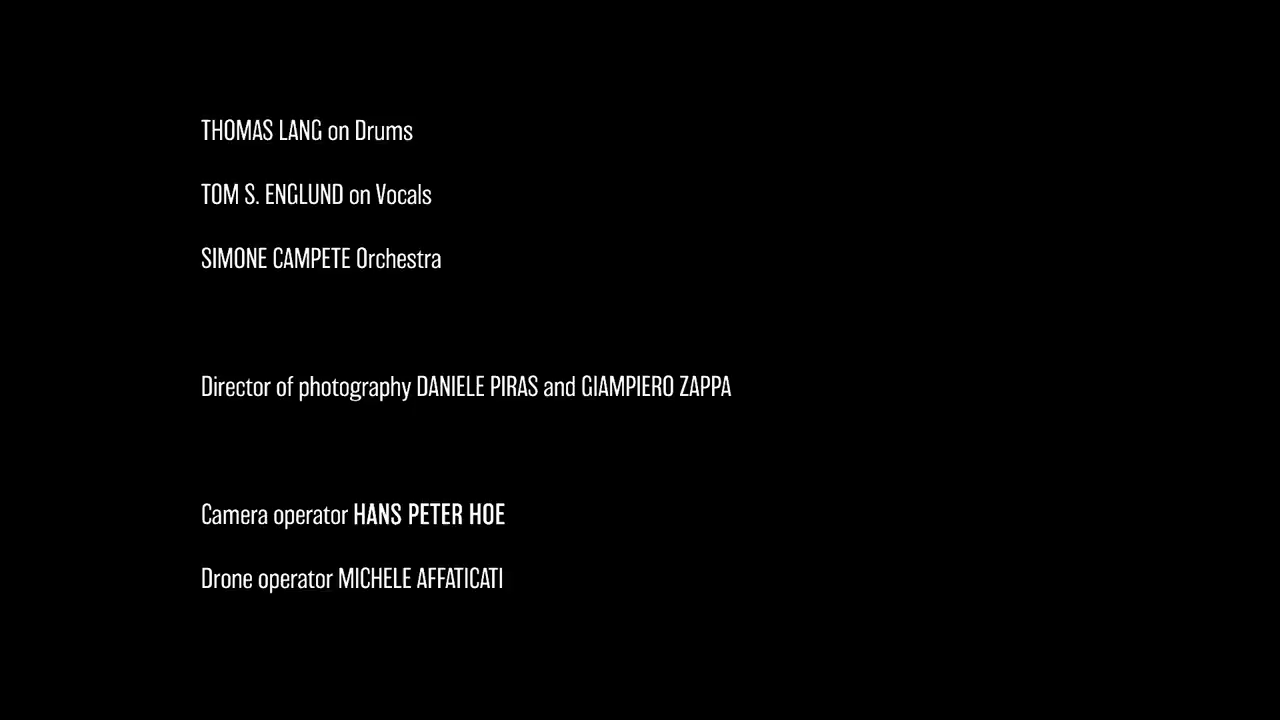 THOMAS LANG on Drums
TOM S. ENGLUND on Vocals
SIMONE CAMPETE Orchestra
Director of photography DANIELE PIRAS and GIAMPIERO ZAPPA
Camera operator HANS PETER HOE
Drone operator MICHELE AFFATICATI